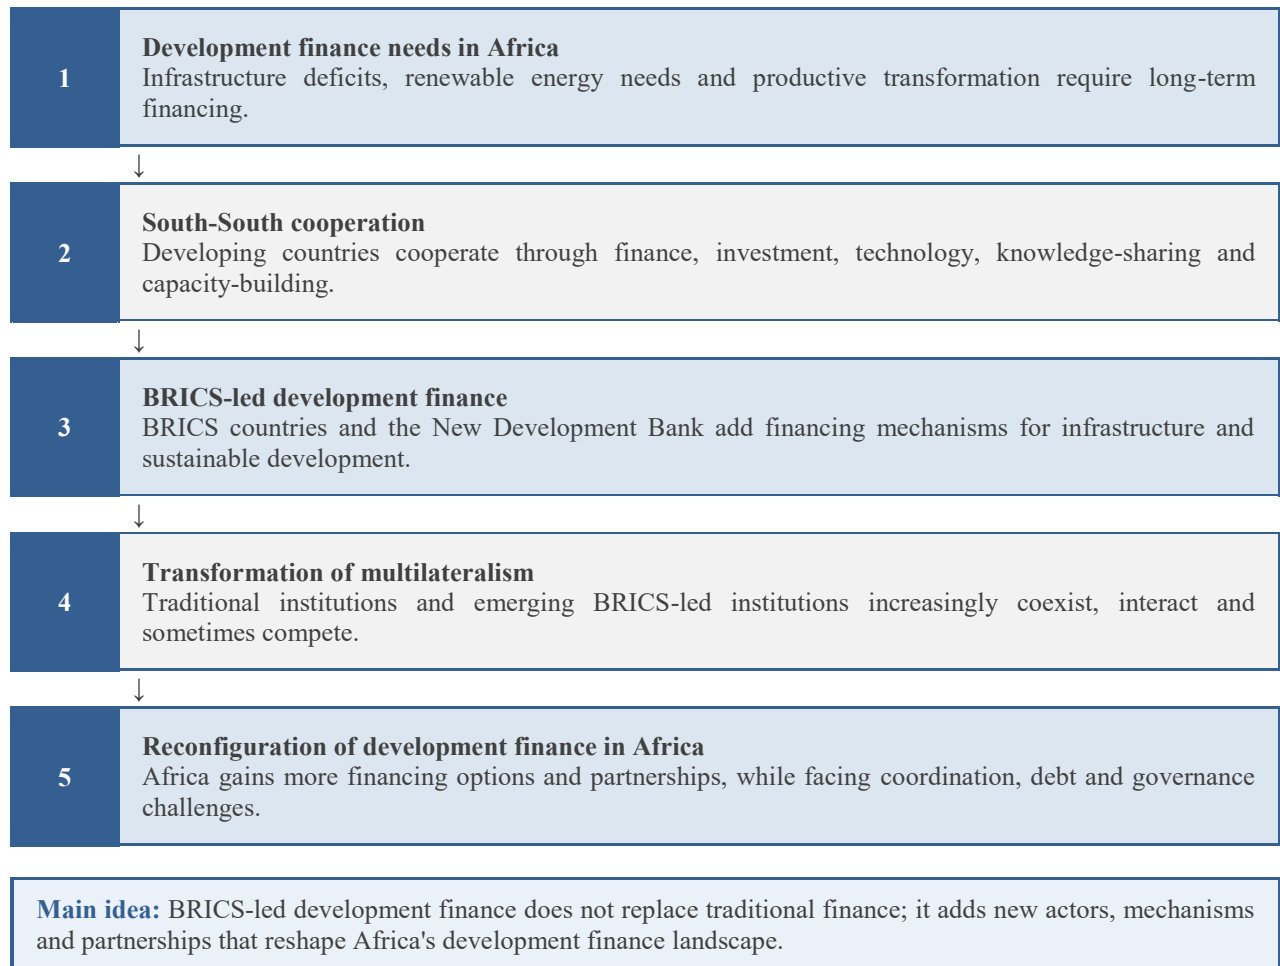 1
Development finance needs in Africa
Infrastructure deficits, renewable energy needs and productive transformation require long-term
financing.
↓
2
South-South cooperation
Developing countries cooperate through finance, investment, technology, knowledge-sharing and
capacity-building.
↓
3
BRICS-led development finance
BRICS countries and the New Development Bank add financing mechanisms for infrastructure and
sustainable development.
↓
4
Transformation of multilateralism
Traditional institutions and emerging BRICS-led institutions increasingly coexist, interact and
sometimes compete.
↓
5
Reconfiguration of development finance in Africa
Africa gains more financing options and partnerships, while facing coordination, debt and governance
challenges.
Main idea: BRICS-led development finance does not replace traditional finance; it adds new actors, mechanisms
and partnerships that reshape Africa's development finance landscape.